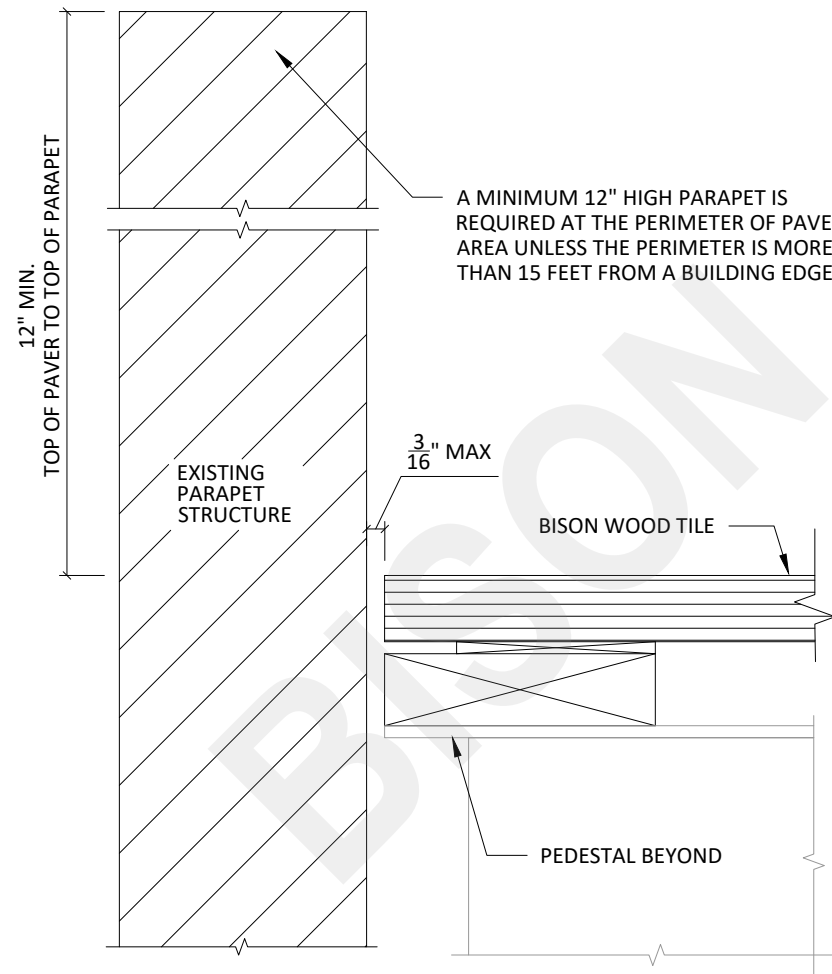 12" MIN.
TOP OF PAVER TO TOP OF PARAPET
A MINIMUM 12" HIGH PARAPET IS
REQUIRED AT THE PERIMETER OF PAVE
AREA UNLESS THE PERIMETER IS MORE
THAN 15 FEET FROM A BUILDING EDGE
3/16" MAX
EXISTING
PARAPET
STRUCTURE
BISON WOOD TILE
PEDESTAL BEYOND
BISON